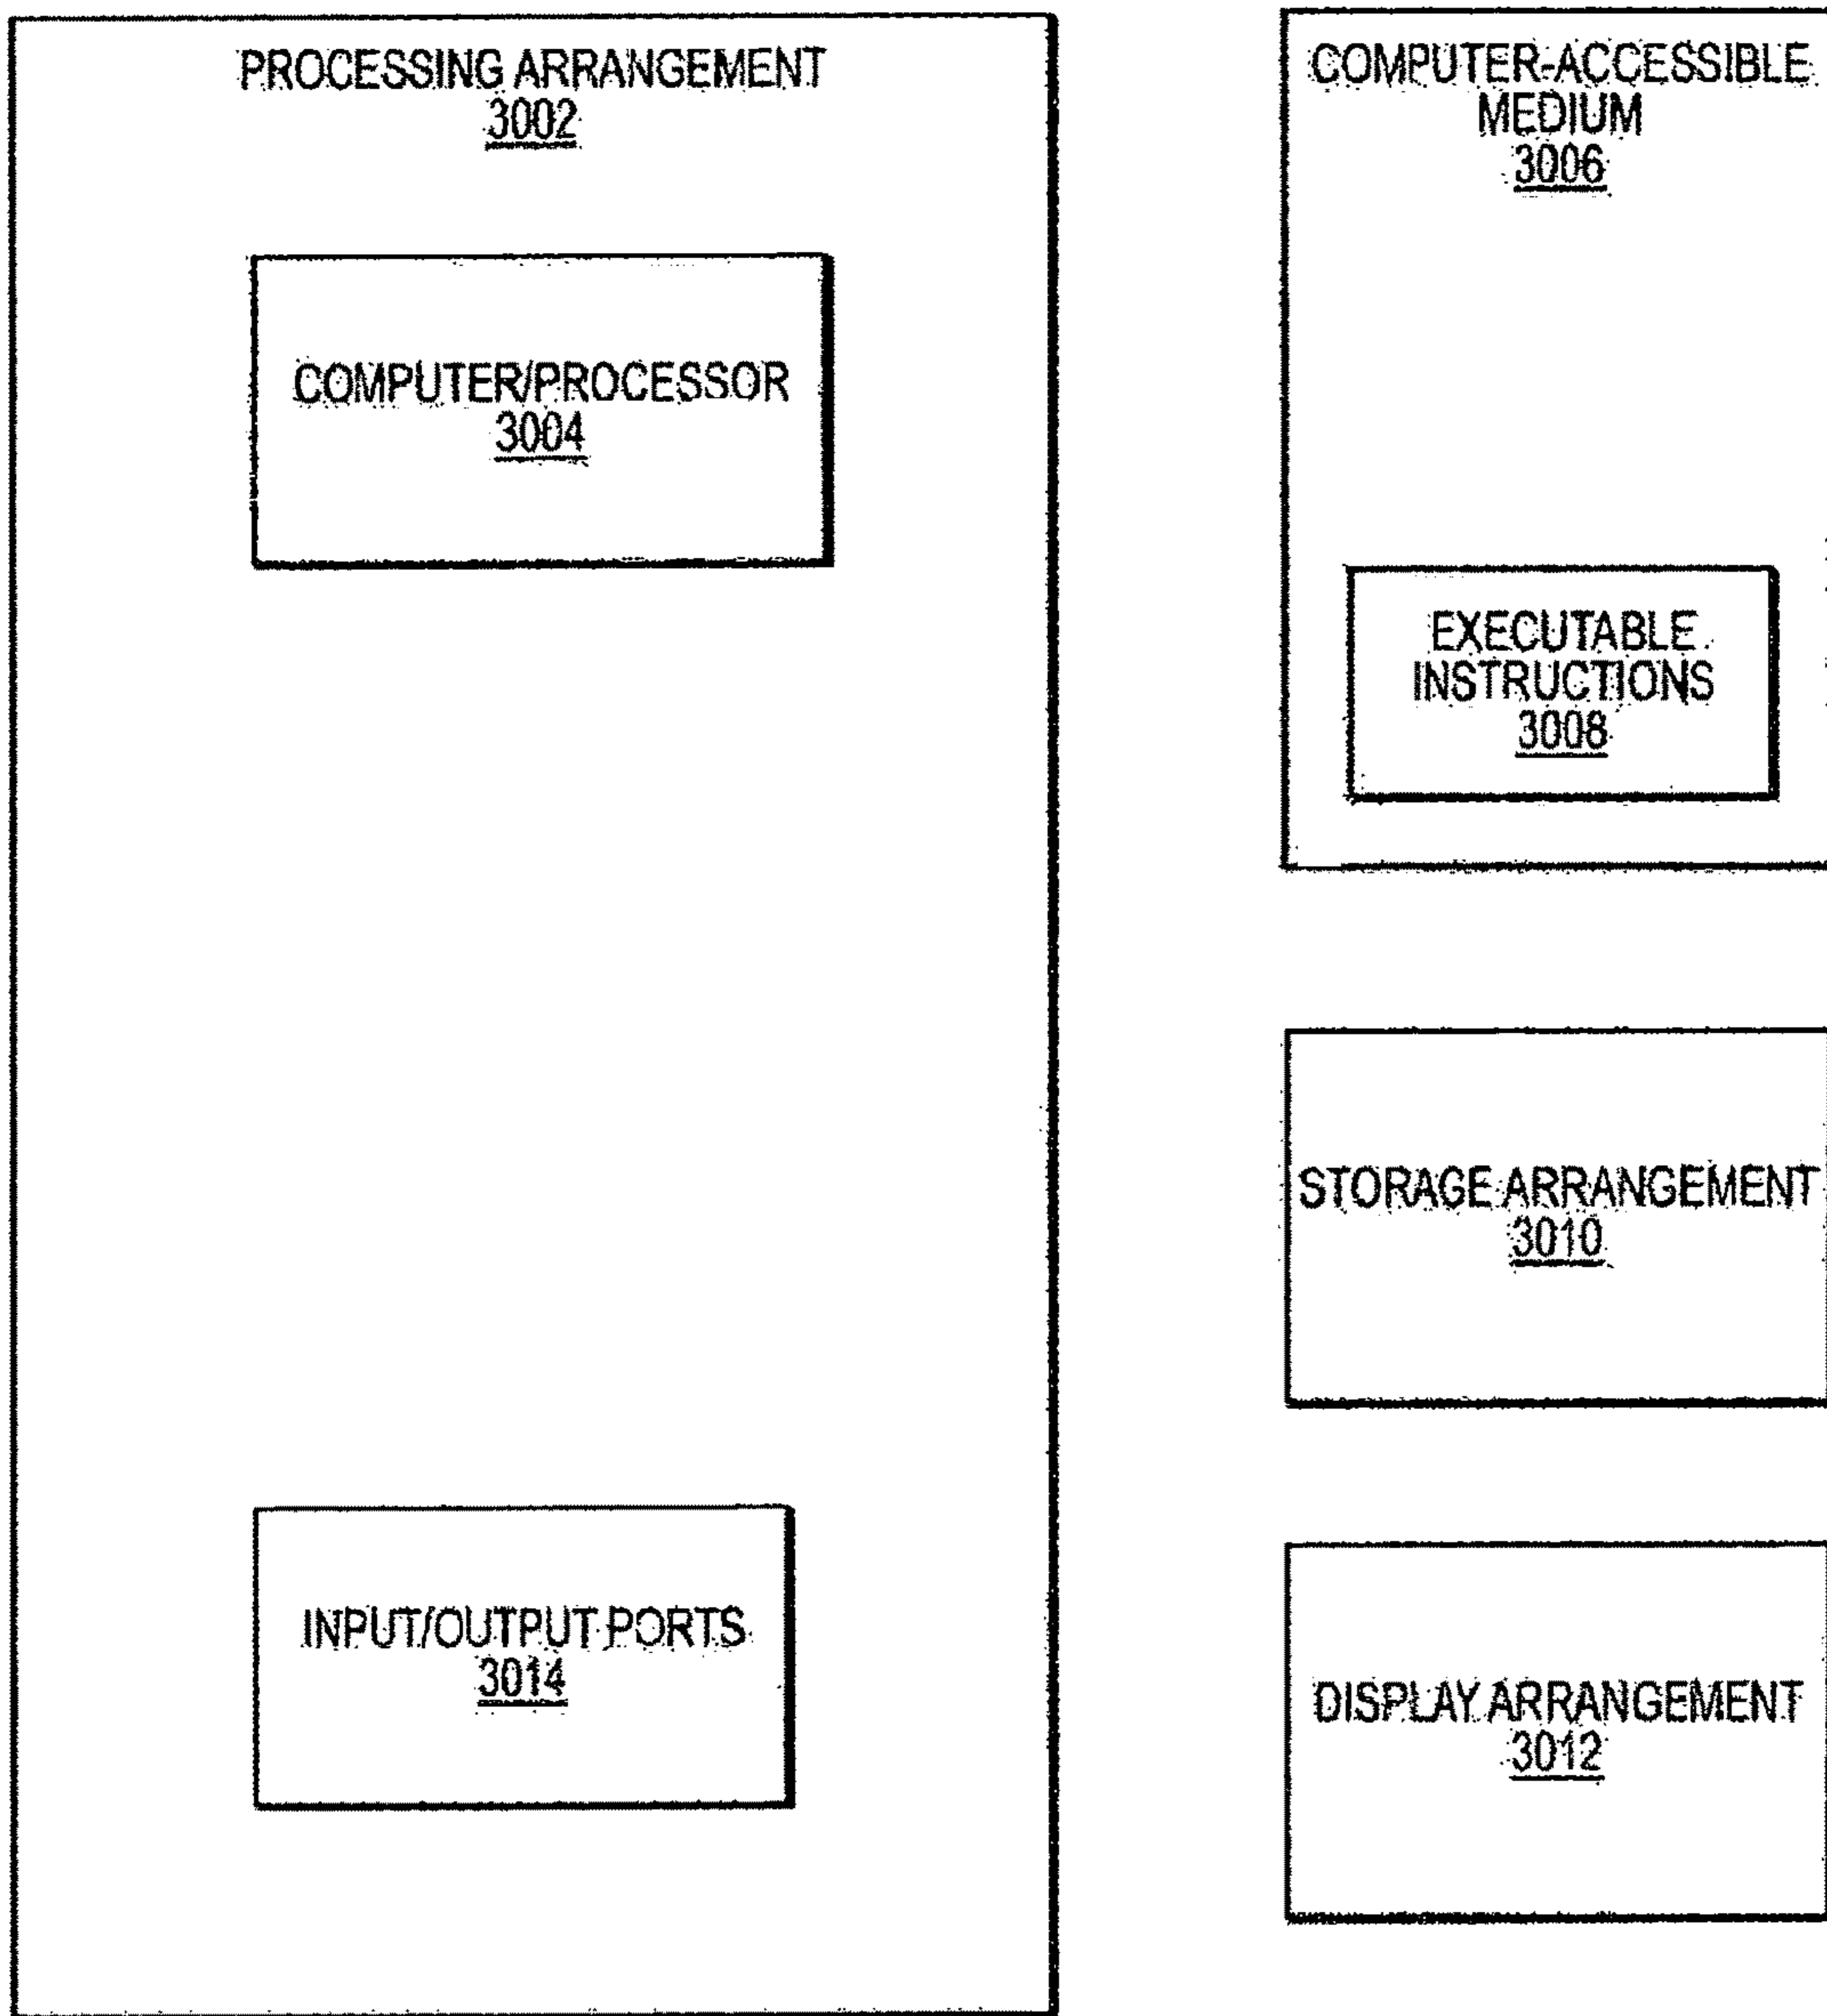 PROCESSING ARRANGEMENT
3002
COMPUTER/PROCESSOR
3004
INPUT/OUTPUT PORTS
3014
COMPUTER-ACCESSIBLE
MEDIUM
3006
EXECUTABLE
INSTRUCTIONS
3008
STORAGE ARRANGEMENT
3010
DISPLAY ARRANGEMENT
3012